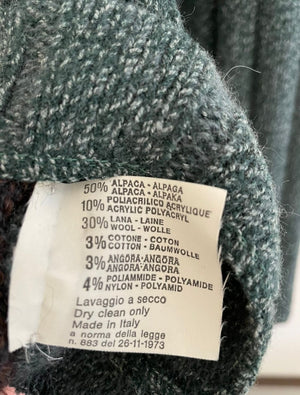 50% ALPACA - ALPAGA
ALPACA - ALPAKA
10% POLIACRILICO ACRYLIQUE
ACRYLIC POLYACRYL
30% LANA - LAINE
WOOL - WOLLE
3% COTONE - COTON
COTTON - BAUMWOLLE
3% ANGORA-ANGORA
ANGORA-ANGORA
4% POLIAMMIDE - POLYAMIDE
NYLON - POLYAMID
Lavaggio a secco
Dry clean only
Made in Italy
a norma della legge
n. 883 del 26-11-1973